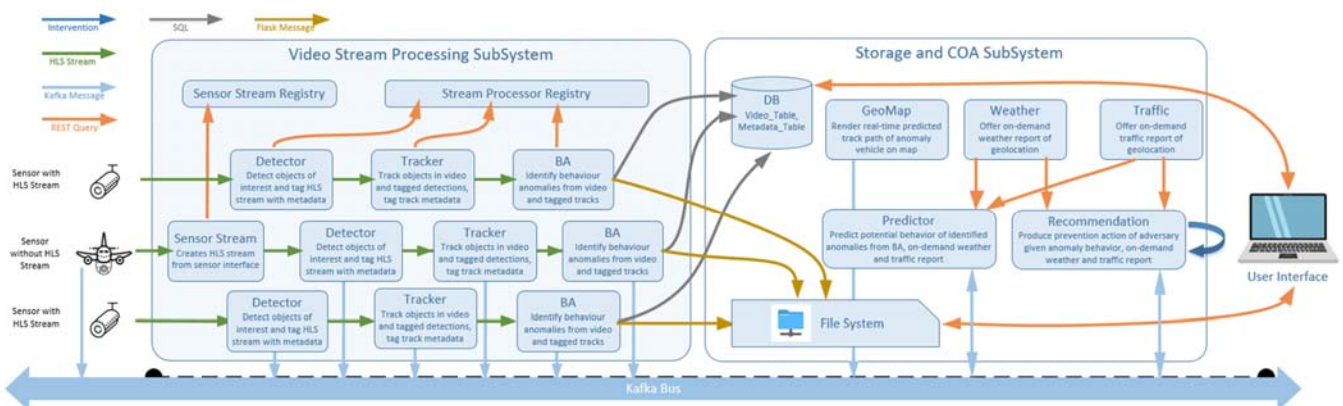 Intervention
SQL
Flask Message
HLS Stream
Kafka Message
REST Query
Video Stream Processing SubSystem
Sensor Stream Registry
Stream Processor Registry
Sensor with
HLS Stream
Detector
Detect objects of
interest and tag HLS
stream with metadata
Tracker
Track objects in video
and tagged detections,
tag track metadata
BA
Identify behaviour
anomalies from video
and tagged tracks
Sensor
without HLS
Stream
Sensor Stream
Creates HLS stream
from sensor interface
Detector
Detect objects of
interest and tag HLS
stream with metadata
Tracker
Track objects in video
and tagged detections,
tag track metadata
BA
Identify behaviour
anomalies from video
and tagged tracks
Sensor with
HLS Stream
Detector
Detect objects of
interest and tag HLS
stream with metadata
Tracker
Track objects in video
and tagged detections,
tag track metadata
BA
Identify behaviour
anomalies from video
and tagged tracks
Storage and COA SubSystem
DB
Video_Table,
Metadata_Table
GeoMap
Render real-time predicted
track path of anomaly
vehicle on map
Weather
Offer on-demand
weather report of
geolocation
Traffic
Offer on-demand
traffic report of
geolocation
Predictor
Predict potential behavior of identified
anomalies from BA, on-demand weather
and traffic report
Recommendation
Produce prevention action of adversary
given anomaly behavior, on-demand
weather and traffic report
File System
User Interface
Kafka Bus